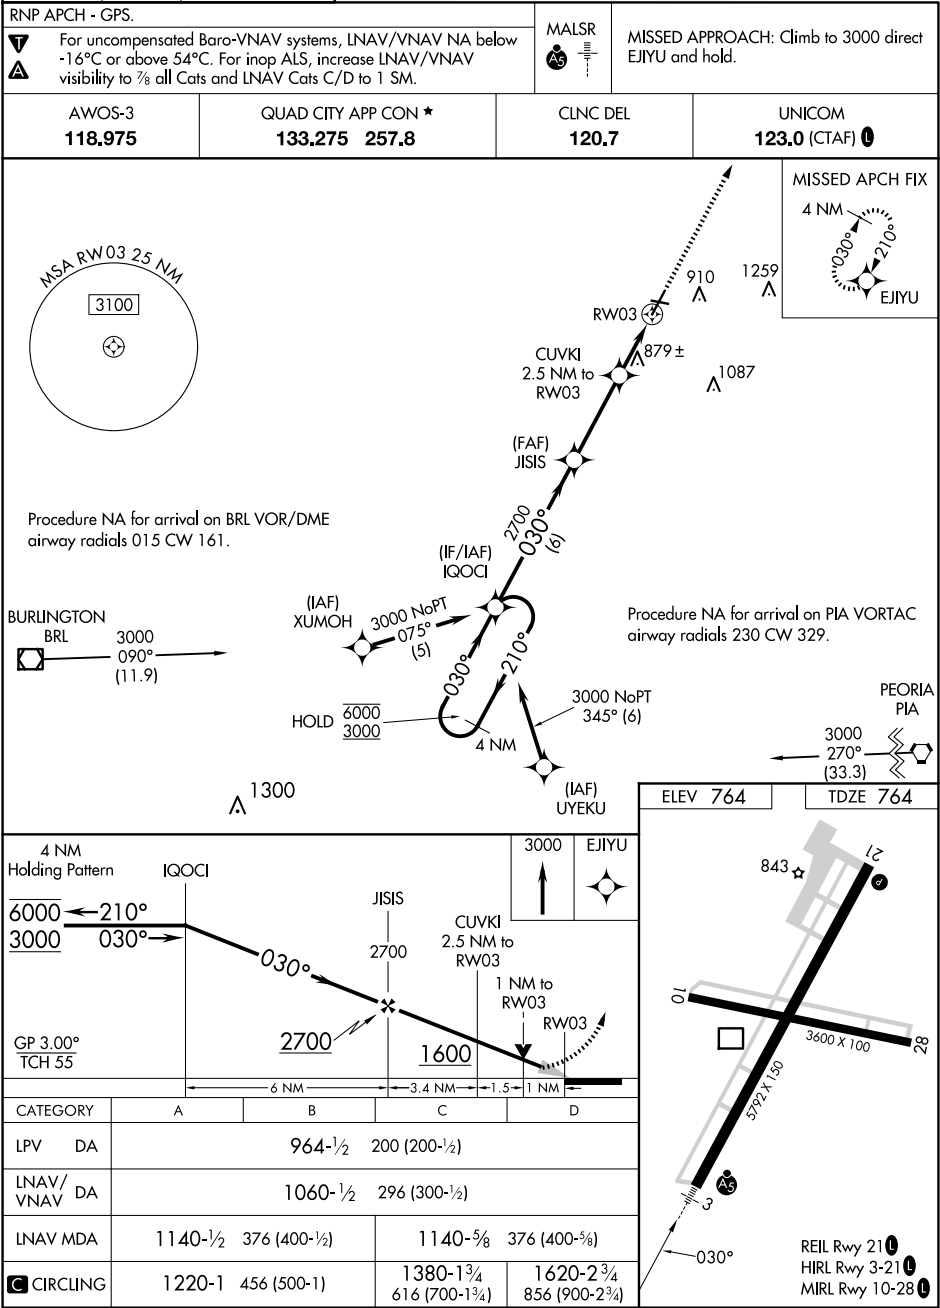 RNP APCH - GPS.
T
A
For uncompensated Baro-VNAV systems, LNAV/VNAV NA below
-16°C or above 54°C. For inop ALS, increase LNAV/VNAV
visibility to ⅞ all Cats and LNAV Cats C/D to 1 SM.
MALSR
A5
MISSED APPROACH: Climb to 3000 direct
EJIYU and hold.
AWOS-3
118.975
QUAD CITY APP CON ★
133.275 257.8
CLNC DEL
120.7
UNICOM
123.0 (CTAF) L
MSA RW03 25 NM
3100
MISSED APCH FIX
4 NM
030°
210°
EJIYU
910
1259
RW03
879 ±
CUVKI
2.5 NM to
RW03
1087
(FAF)
JISIS
Procedure NA for arrival on BRL VOR/DME
airway radials 015 CW 161.
2700
030°
(6)
(IF/IAF)
IQOCI
BURLINGTON
BRL
3000
090°
(11.9)
(IAF)
XUMOH
3000 NoPT
075°
(5)
Procedure NA for arrival on PIA VORTAC
airway radials 230 CW 329.
030°
210°
HOLD
6000
3000
4 NM
3000 NoPT
345° (6)
PEORIA
PIA
3000
270°
(33.3)
(IAF)
UYEKU
1300
ELEV 764
TDZE 764
4 NM
Holding Pattern
IQOCI
6000
210°
3000
030°
030°
JISIS
2700
2700
CUVKI
2.5 NM to
RW03
1600
1 NM to
RW03
RW03
3000
EJIYU
GP 3.00°
TCH 55
6 NM
3.4 NM
1.5
1 NM
843
21
P
10
28
3600 X 100
5792 X 150
A5
3
030°
REIL Rwy 21 L
HIRL Rwy 3-21 L
MIRL Rwy 10-28 L
CATEGORY A B C D
LPV DA 964-½ 200 (200-½)
LNAV/
VNAV DA 1060-½ 296 (300-½)
LNAV MDA 1140-½ 376 (400-½) 1140-⅝ 376 (400-⅝)
C CIRCLING 1220-1 456 (500-1)
1380-1¾
616 (700-1¾)
1620-2¾
856 (900-2¾)